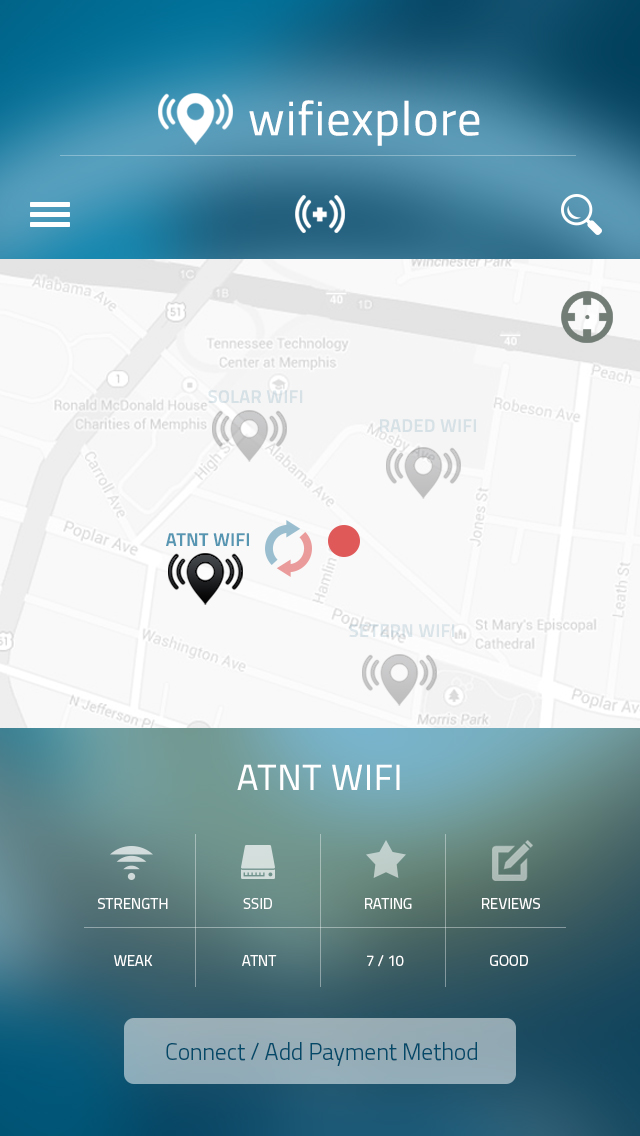 wifiexplore
Winchester Park
1C
Alabama Ave
1B
40
1D
51
40
Tennessee Technology
Center at Memphis
Peach
1
SOLAR WIFI
Ronald McDonald House
Charities of Memphis
Robeson Ave
RADED WIFI
Mosby Ave
High St
Alabama Ave
Carroll Ave
Jones St
Poplar Ave
ATNT WIFI
Hamlin
Leath St
Poplar Ave
SETERN WIFI
St Mary's Episcopal
Cathedral
51
Washington Ave
N Jefferson Pl
Poplar Av
Morris Park
ATNT WIFI
STRENGTH SSID RATING REVIEWS
WEAK ATNT 7 / 10 GOOD
Connect / Add Payment Method